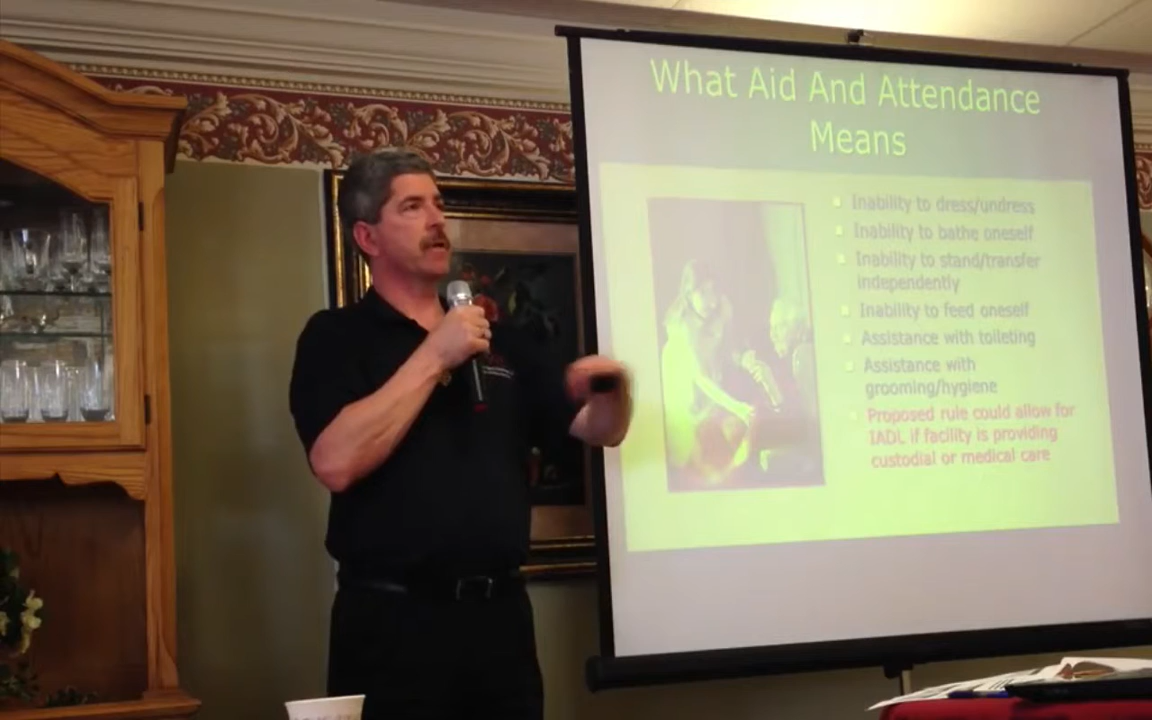 What Aid And Attendance
Means
Inability to dress/undress
Inability to bathe oneself
Inability to stand/transfer
independently
Inability to feed oneself
Assistance with toileting
Assistance with
grooming/hygiene
Proposed rule could allow for
IADL if facility is providing
custodial or medical care